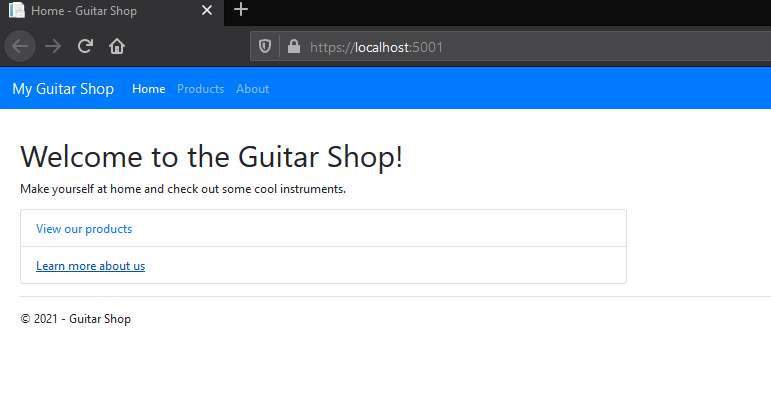 Home - Guitar Shop
https://localhost:5001
My Guitar Shop Home Products About
Welcome to the Guitar Shop!
Make yourself at home and check out some cool instruments.
View our products
Learn more about us
© 2021 - Guitar Shop